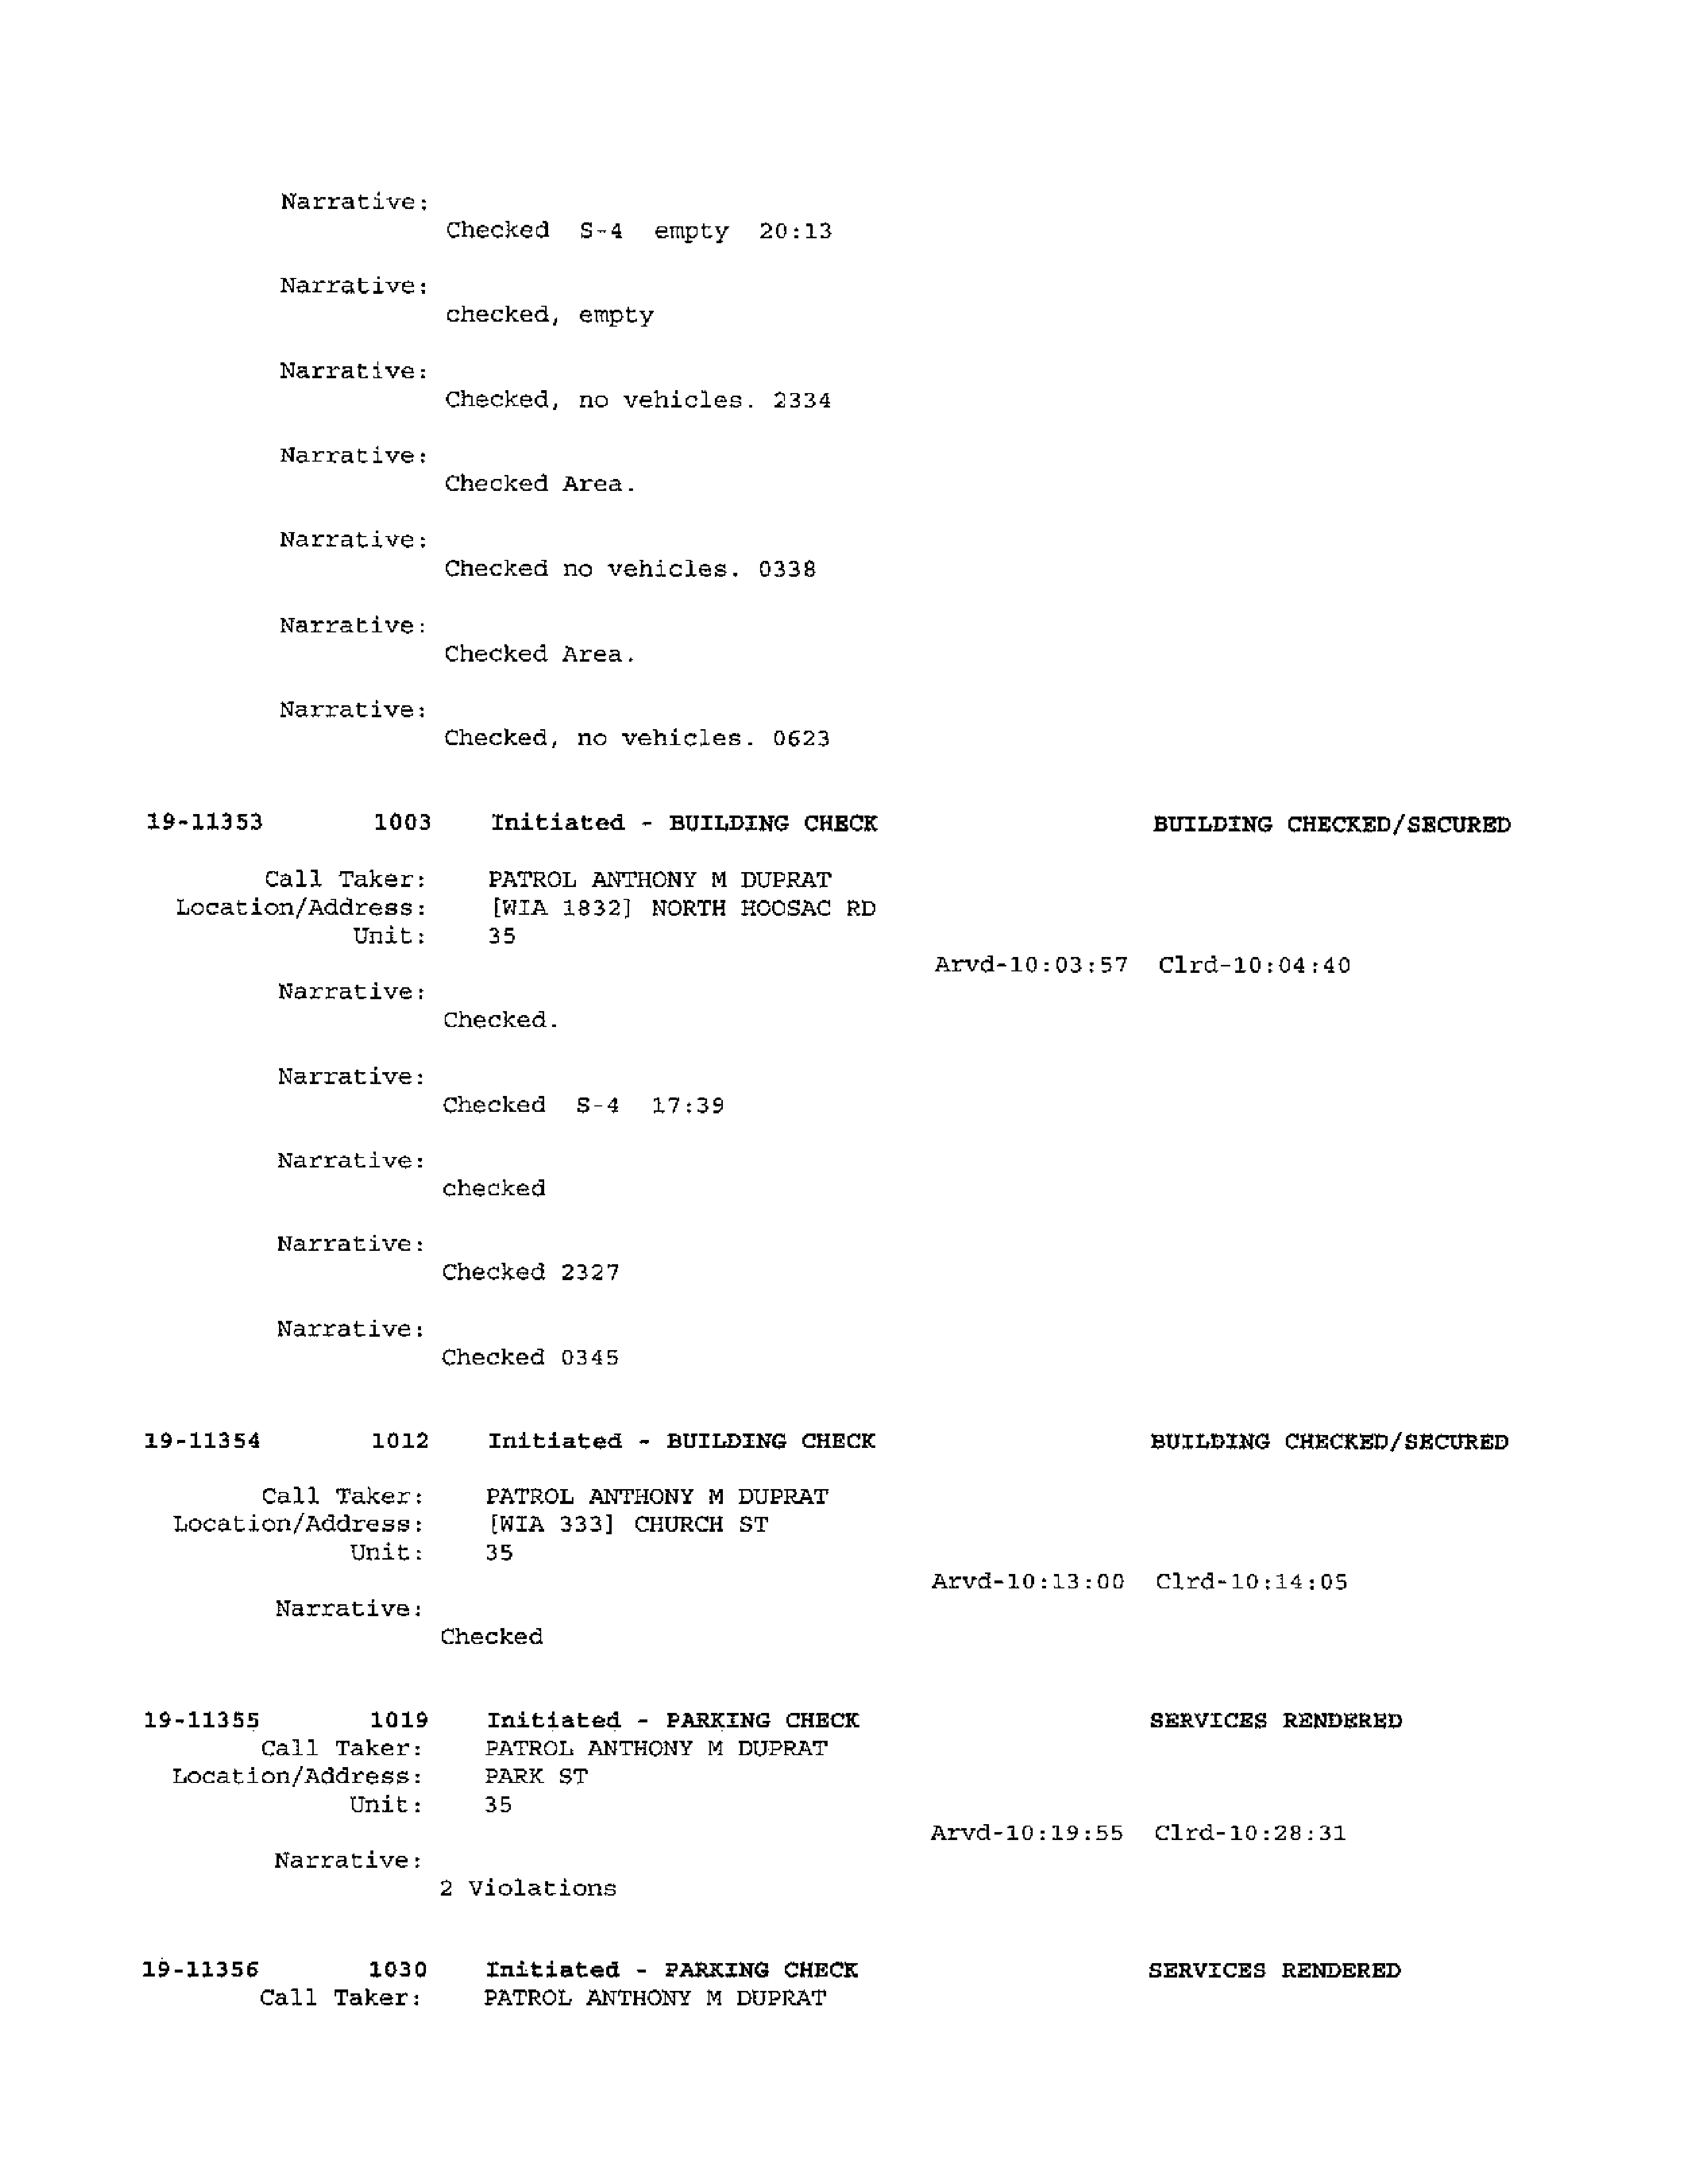 Narrative:
Checked S-4 empty 20:13
Narrative:
checked, empty
Narrative:
Checked, no vehicles. 2334
Narrative:
Checked Area.
Narrative:
Checked no vehicles. 0338
Narrative:
Checked Area.
Narrative:
Checked, no vehicles. 0623
19-11353 1003 Initiated - BUILDING CHECK BUILDING CHECKED/SECURED
Call Taker: PATROL ANTHONY M DUPRAT
Location/Address: [WIA 1832] NORTH HOOSAC RD
Unit: 35
Arvd-10:03:57 Clrd-10:04:40
Narrative:
Checked.
Narrative:
Checked S-4 17:39
Narrative:
checked
Narrative:
Checked 2327
Narrative:
Checked 0345
19-11354 1012 Initiated - BUILDING CHECK BUILDING CHECKED/SECURED
Call Taker: PATROL ANTHONY M DUPRAT
Location/Address: [WIA 333] CHURCH ST
Unit: 35
Arvd-10:13:00 Clrd-10:14:05
Narrative:
Checked
19-11355 1019 Initiated - PARKING CHECK SERVICES RENDERED
Call Taker: PATROL ANTHONY M DUPRAT
Location/Address: PARK ST
Unit: 35
Arvd-10:19:55 Clrd-10:28:31
Narrative:
2 Violations
19-11356 1030 Initiated - PARKING CHECK SERVICES RENDERED
Call Taker: PATROL ANTHONY M DUPRAT